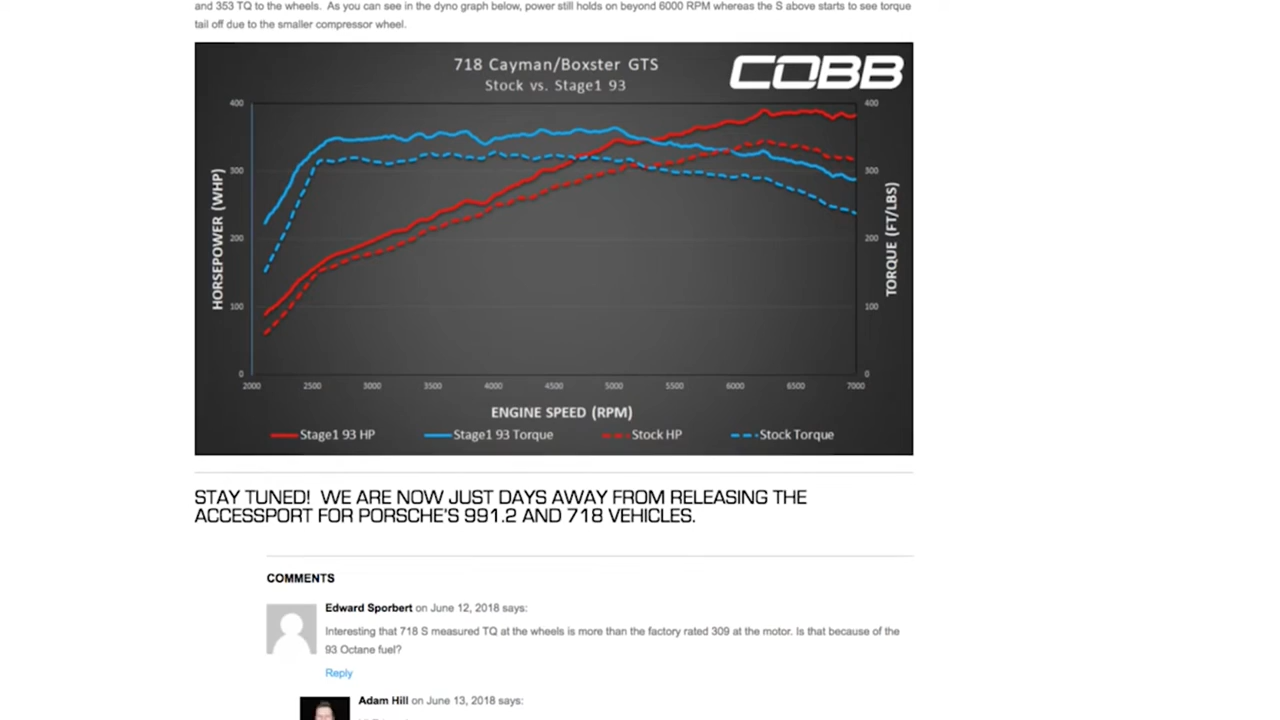 and 353 TQ to the wheels. As you can see in the dyno graph below, power still holds on beyond 6000 RPM whereas the S above starts to see torque
tail off due to the smaller compressor wheel.
718 Cayman/Boxster GTS
Stock vs. Stage1 93
COBB
400
300
200
100
0
HORSEPOWER (WHP)
400
300
200
100
0
TORQUE (FT/LBS)
2000 2500 3000 3500 4000 4500 5000 5500 6000 6500 7000
ENGINE SPEED (RPM)
Stage1 93 HP Stage1 93 Torque Stock HP Stock Torque
STAY TUNED! WE ARE NOW JUST DAYS AWAY FROM RELEASING THE
ACCESSPORT FOR PORSCHE'S 991.2 AND 718 VEHICLES.
COMMENTS
Edward Sporbert on June 12, 2018 says:
Interesting that 718 S measured TQ at the wheels is more than the factory rated 309 at the motor. Is that because of the
93 Octane fuel?
Reply
Adam Hill on June 13, 2018 says: